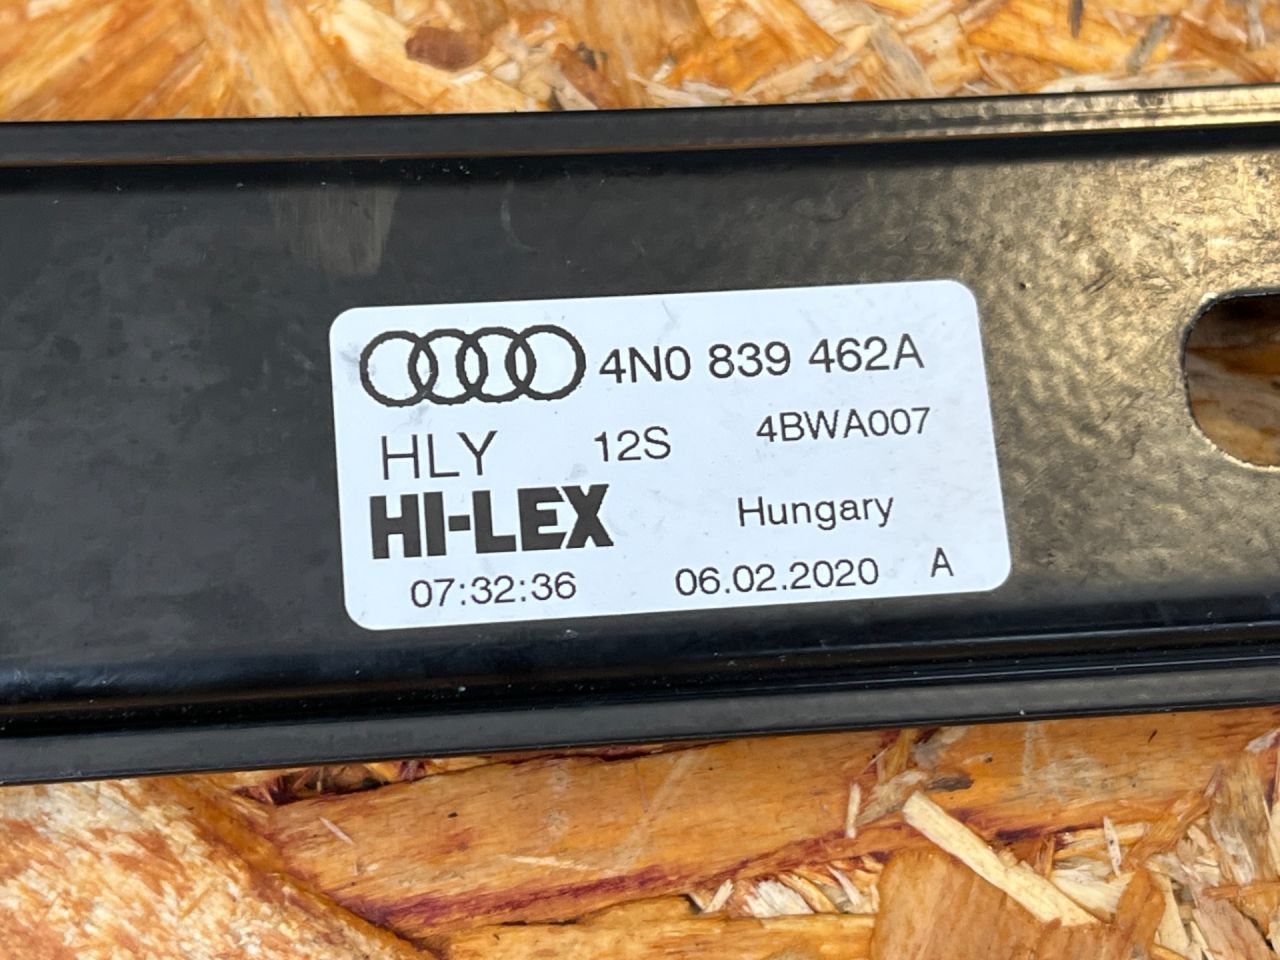 4N0 839 462A
HLY 12S 4BWA007
HI-LEX Hungary
07:32:36 06.02.2020 A